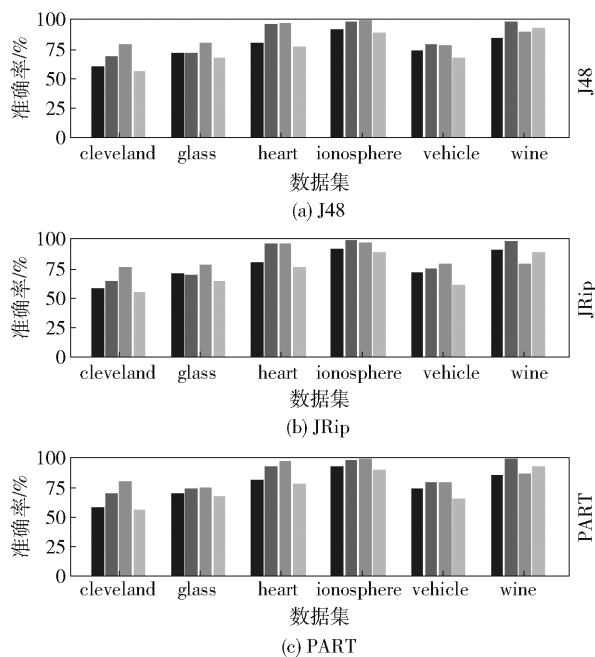 100
75
50
25
0
准确率/%
J48
cleveland glass heart ionosphere vehicle wine
数据集
(a) J48
100
75
50
25
0
准确率/%
JRip
cleveland glass heart ionosphere vehicle wine
数据集
(b) JRip
100
75
50
25
0
准确率/%
PART
cleveland glass heart ionosphere vehicle wine
数据集
(c) PART